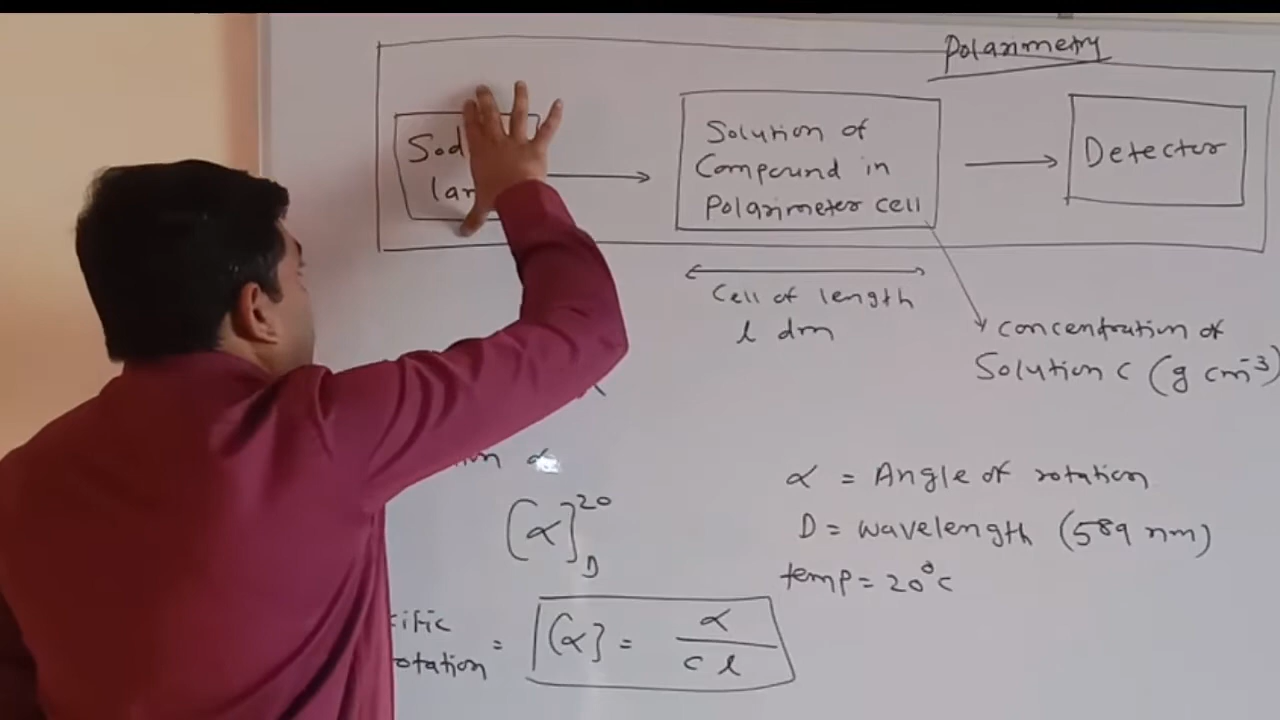 Polarimetry
Solution of
Compound in
Polarimeter cell
Detector
Cell of length
l dm
concentration of
Solution c (g cm⁻³)
α
[α]²⁰D
α = Angle of rotation
D = wavelength (589 nm)
temp = 20°c
= [α] = α
c l